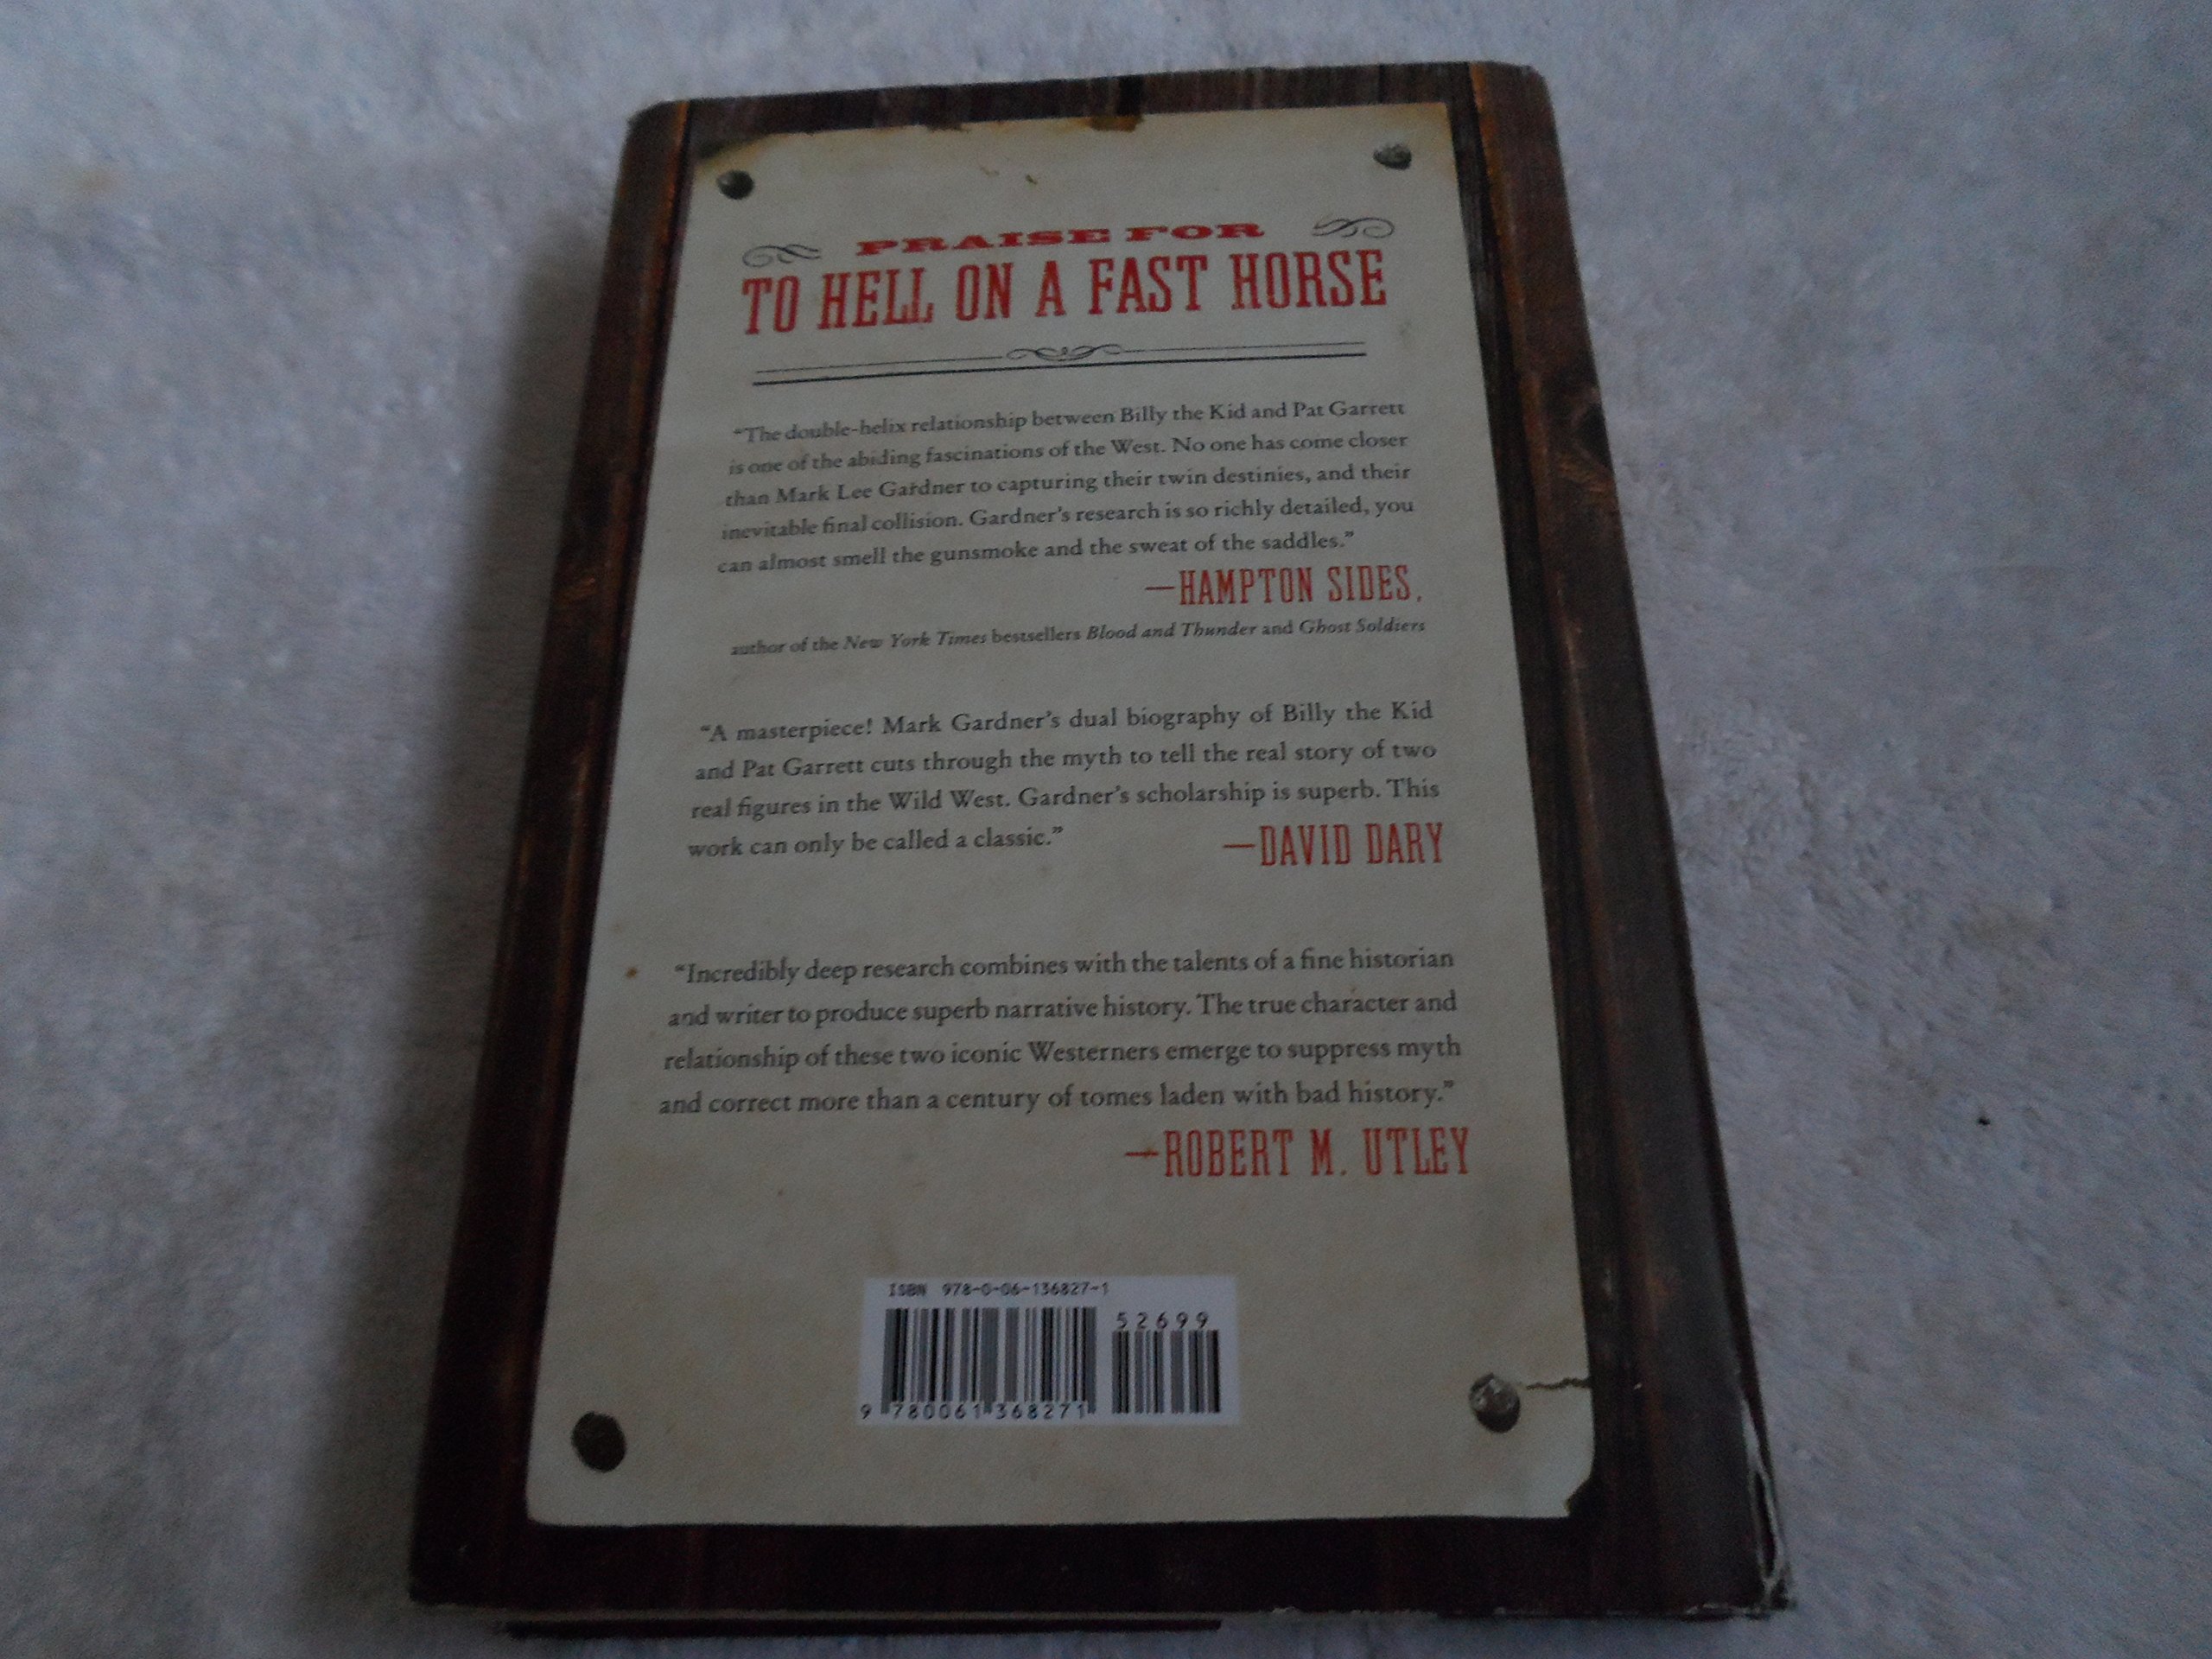 PRAISE FOR
TO HELL ON A FAST HORSE
“The double-helix relationship between Billy the Kid and Pat Garrett
is one of the abiding fascinations of the West. No one has come closer
than Mark Lee Gardner to capturing their twin destinies, and their
inevitable final collision. Gardner’s research is so richly detailed, you
can almost smell the gunsmoke and the sweat of the saddles.”
—HAMPTON SIDES,
author of the New York Times bestsellers Blood and Thunder and Ghost Soldiers
“A masterpiece! Mark Gardner’s dual biography of Billy the Kid
and Pat Garrett cuts through the myth to tell the real story of two
real figures in the Wild West. Gardner’s scholarship is superb. This
work can only be called a classic.”
—DAVID DARY
“Incredibly deep research combines with the talents of a fine historian
and writer to produce superb narrative history. The true character and
relationship of these two iconic Westerners emerge to suppress myth
and correct more than a century of tomes laden with bad history.”
—ROBERT M. UTLEY
ISBN 978-0-06-136827-1
52699
9 780061 368271